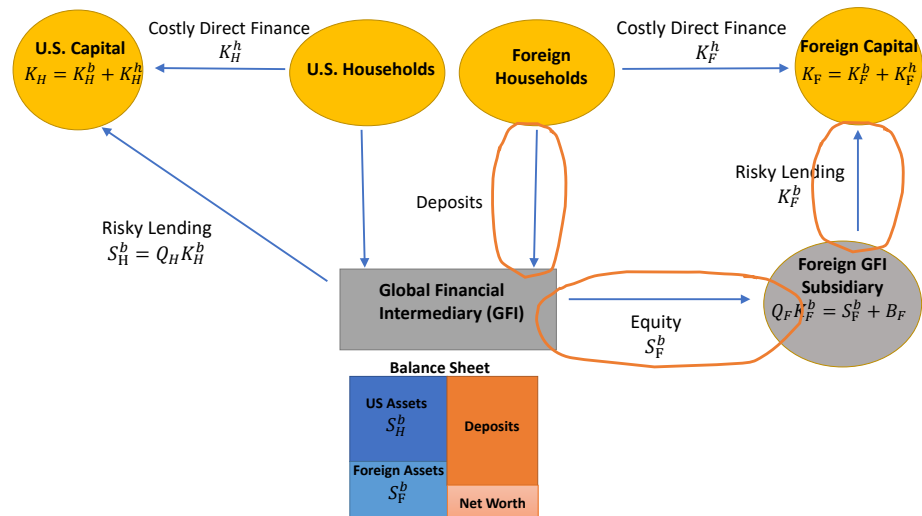 Costly Direct Finance
$K_H^h$
Costly Direct Finance
$K_F^h$
U.S. Capital
$K_H = K_H^b + K_H^h$
U.S. Households
Foreign
Households
Foreign Capital
$K_F = K_F^b + K_F^h$
Deposits
Risky Lending
$K_F^b$
Risky Lending
$S_H^b = Q_H K_H^b$
Global Financial
Intermediary (GFI)
Equity
$S_F^b$
Foreign GFI
Subsidiary
$Q_F K_F^b = S_F^b + B_F$
Balance Sheet
US Assets
$S_H^b$
Deposits
Foreign Assets
$S_F^b$
Net Worth